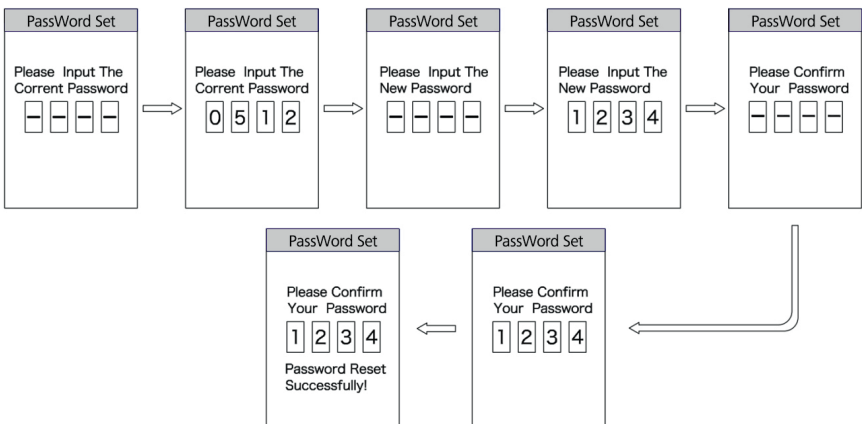 PassWord Set
Please Input The
Corrent Password
- - - -
PassWord Set
Please Input The
Corrent Password
0 5 1 2
PassWord Set
Please Input The
New Password
- - - -
PassWord Set
Please Input The
New Password
1 2 3 4
PassWord Set
Please Confirm
Your Password
- - - -
PassWord Set
Please Confirm
Your Password
1 2 3 4
PassWord Set
Please Confirm
Your Password
1 2 3 4
Password Reset
Successfully!